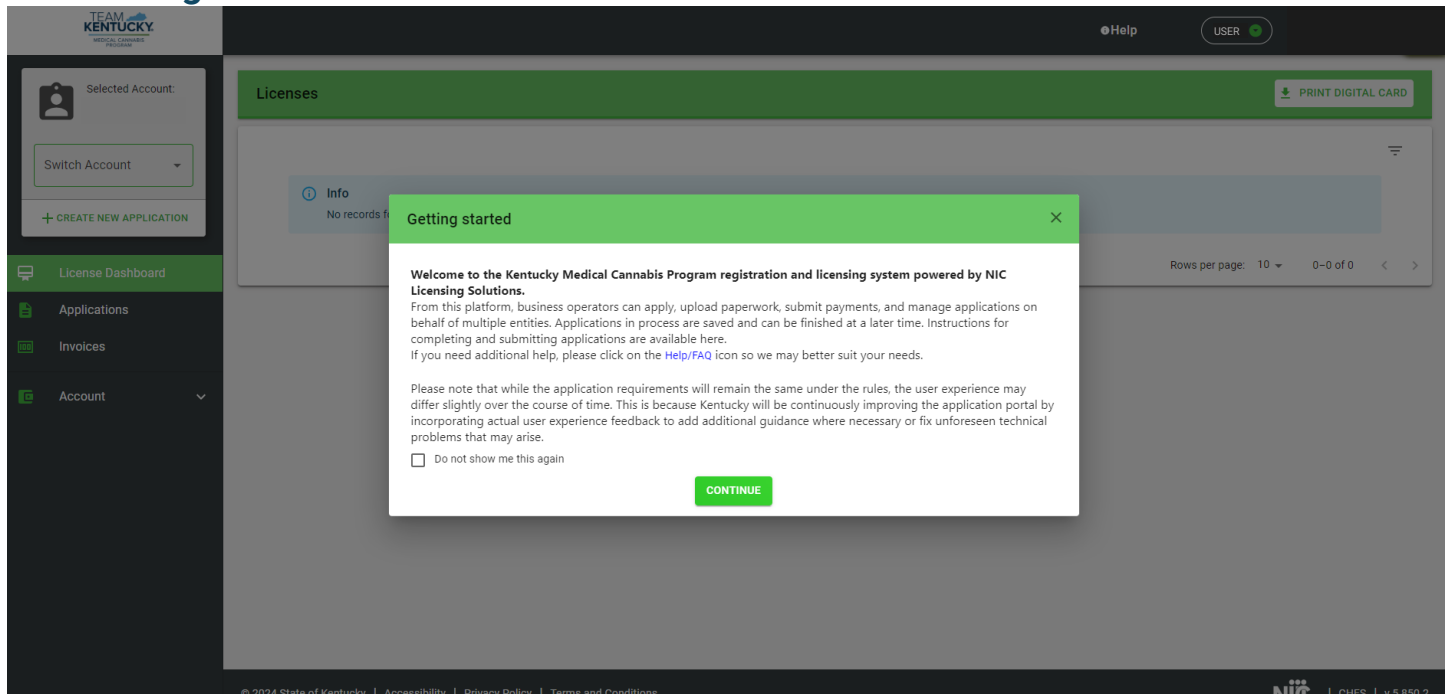 TEAM
KENTUCKY.
MEDICAL CANNABIS
PROGRAM
Help
USER
Selected Account:
Switch Account
CREATE NEW APPLICATION
License Dashboard
Applications
Invoices
Account
Licenses
PRINT DIGITAL CARD
Info
No records
Getting started
Welcome to the Kentucky Medical Cannabis Program registration and licensing system powered by NIC
Licensing Solutions.
From this platform, business operators can apply, upload paperwork, submit payments, and manage applications on
behalf of multiple entities. Applications in process are saved and can be finished at a later time. Instructions for
completing and submitting applications are available here.
If you need additional help, please click on the Help/FAQ icon so we may better suit your needs.
Please note that while the application requirements will remain the same under the rules, the user experience may
differ slightly over the course of time. This is because Kentucky will be continuously improving the application portal by
incorporating actual user experience feedback to add additional guidance where necessary or fix unforeseen technical
problems that may arise.
Do not show me this again
CONTINUE
Rows per page: 10
0–0 of 0
© 2024 State of Kentucky | Accessibility | Privacy Policy | Terms and Conditions
| CHFS | v 5.850.2